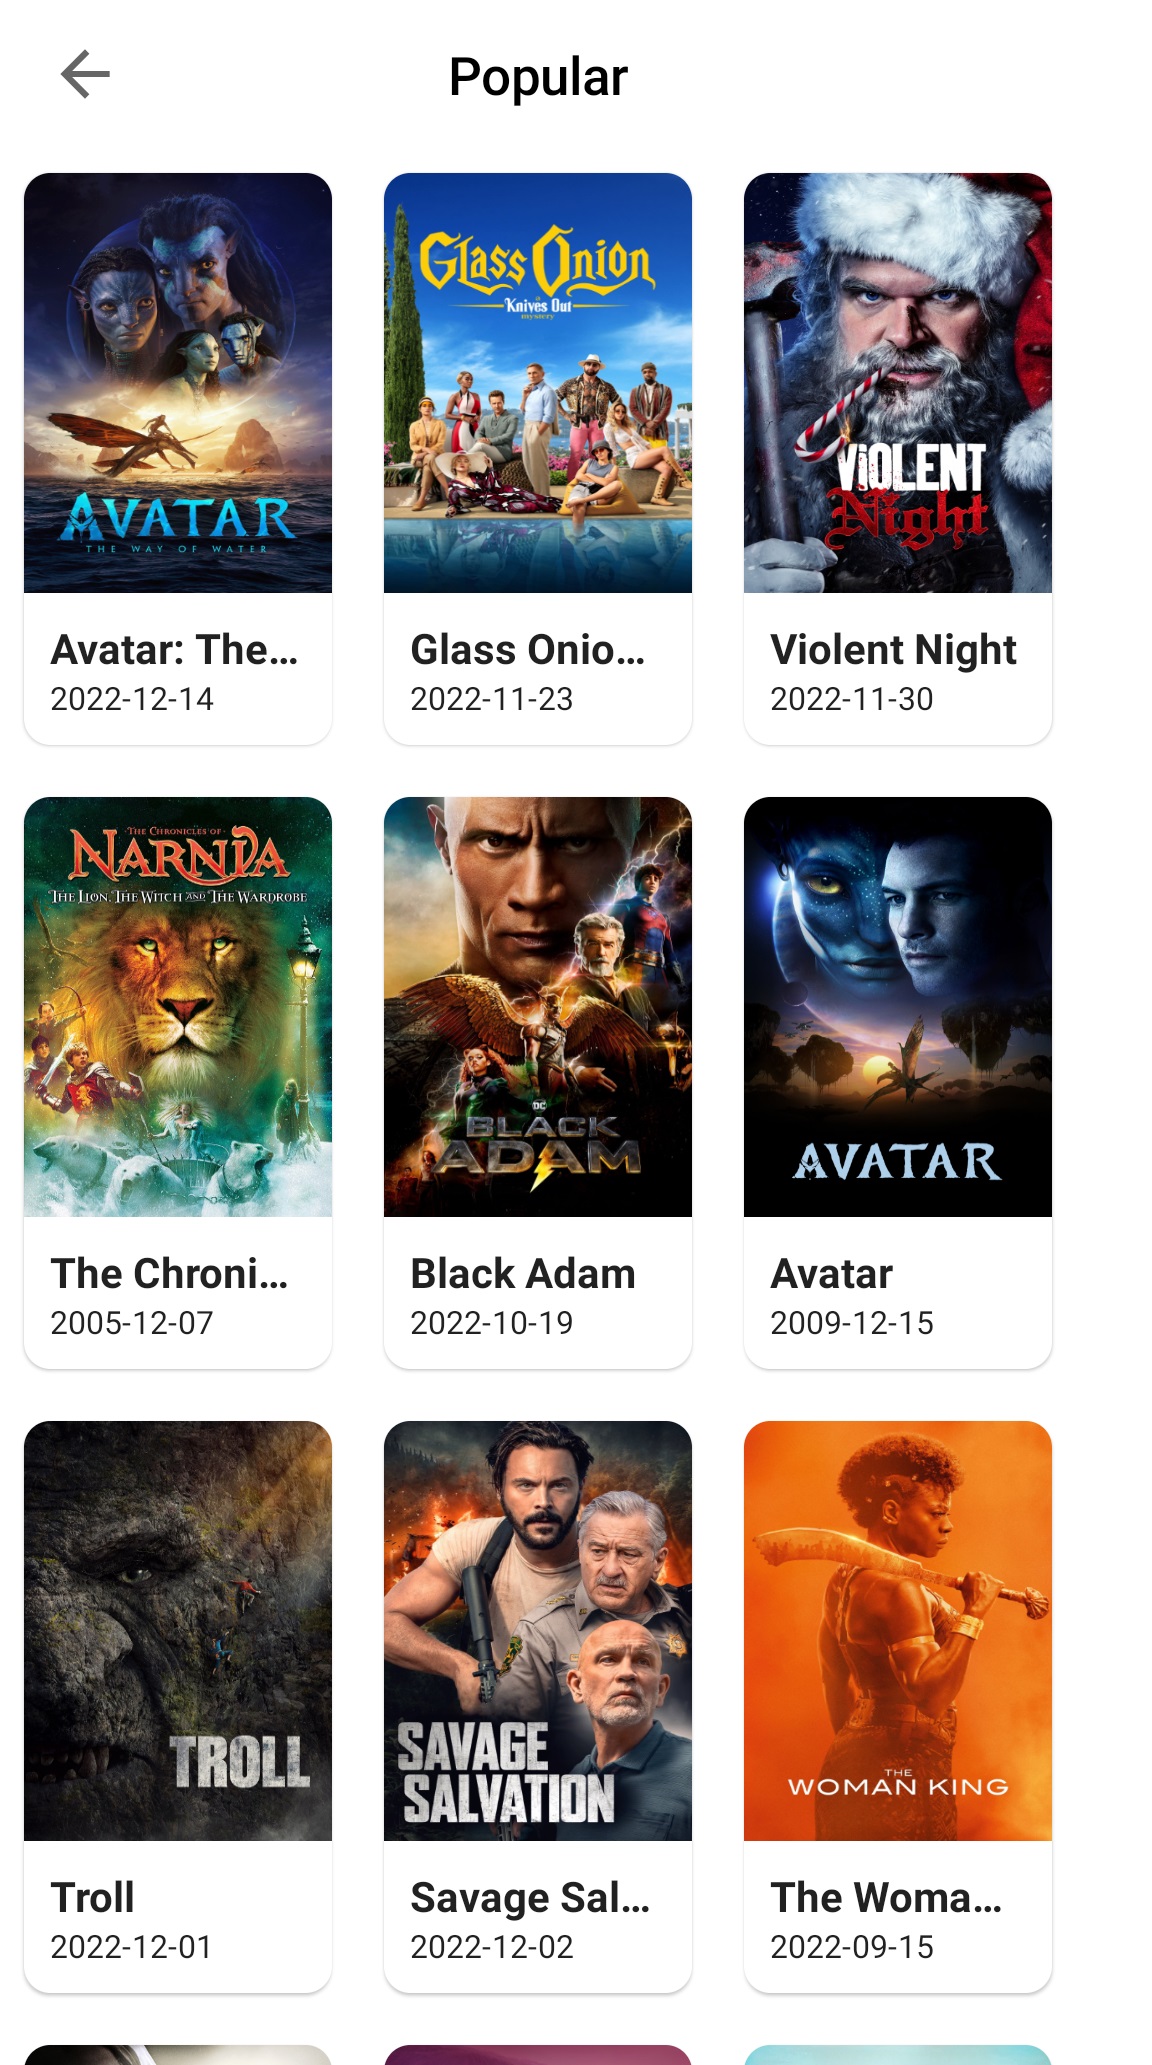 Popular
Glass Onion
A
Knives Out
mystery
AVATAR
THE WAY OF WATER
VIOLENT
Night
Avatar: The…
Glass Onio…
Violent Night
2022-12-14
2022-11-23
2022-11-30
THE CHRONICLES OF
NARNIA
THE LION, THE WITCH AND THE WARDROBE
DC
BLACK
ADAM
AVATAR
The Chroni…
Black Adam
Avatar
2005-12-07
2022-10-19
2009-12-15
TROLL
SAVAGE
SALVATION
THE
WOMAN KING
Troll
Savage Sal…
The Woma…
2022-12-01
2022-12-02
2022-09-15